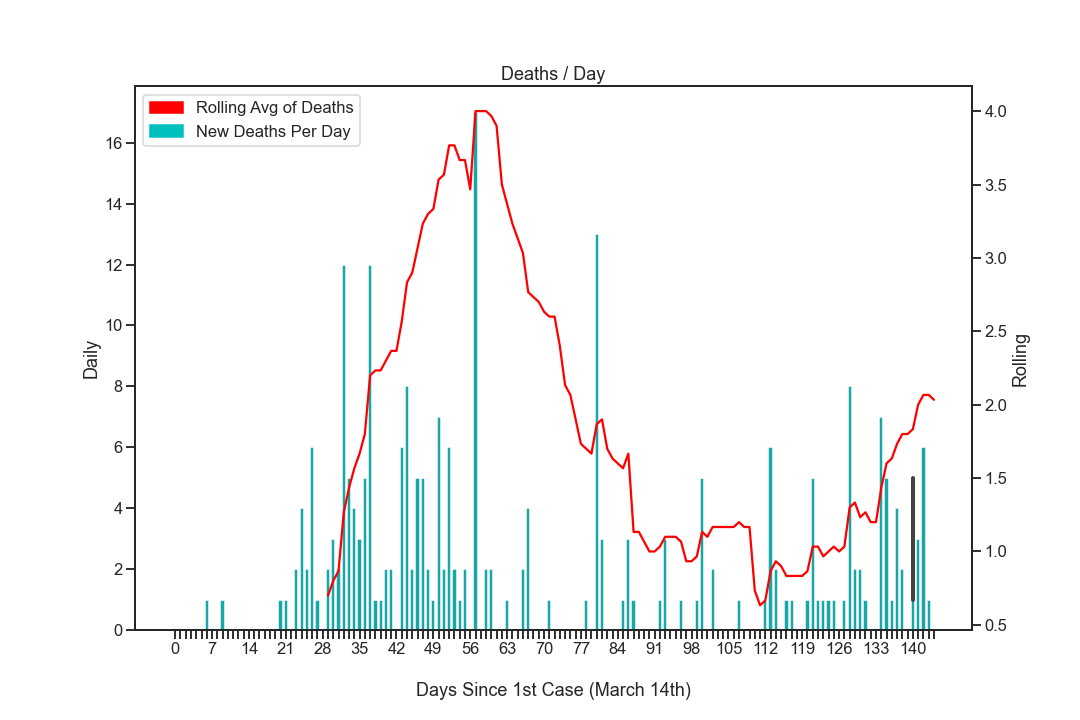 Deaths / Day
Rolling Avg of Deaths
New Deaths Per Day
16
14
12
10
8
6
4
2
0
Daily
4.0
3.5
3.0
2.5
2.0
1.5
1.0
0.5
Rolling
0 7 14 21 28 35 42 49 56 63 70 77 84 91 98 105 112 119 126 133 140
Days Since 1st Case (March 14th)